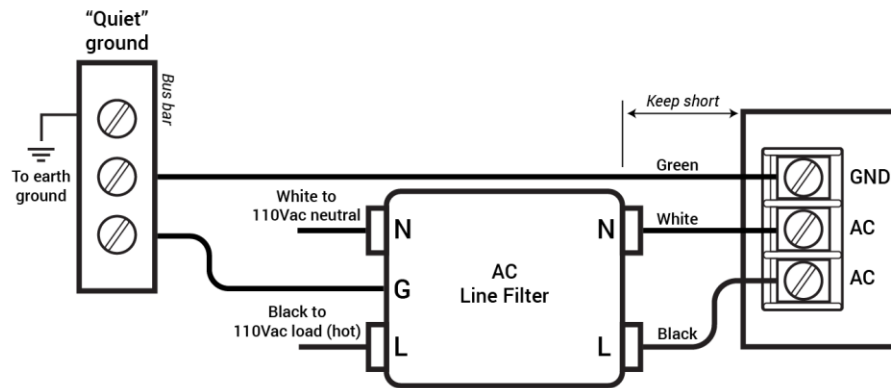 “Quiet”
ground
Bus bar
To earth
ground
Keep short
Green
GND
White to
110Vac neutral
N
N
White
AC
G
AC
Line Filter
AC
Black to
110Vac load (hot)
L
L
Black